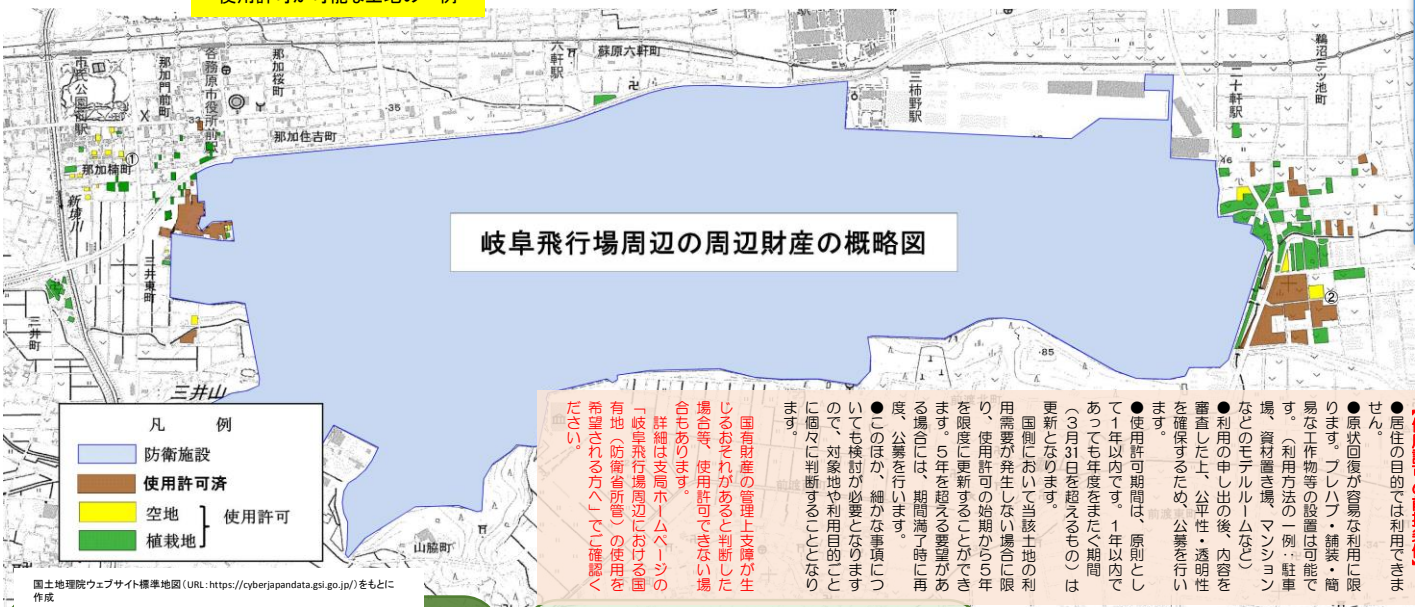 岐阜飛行場周辺の周辺財産の概略図
市民公園前駅
那加門前町
各務原市役所前駅
那加桜町
六軒駅
蘇原六軒町
三柿野駅
二十軒駅
鵜沼三ツ池町
35
那加住吉町
那加楠町
①
新境川
三井東町
三井町
三井山
46
②
・85
山脇町
前渡北町
前渡東町
凡 例
防衛施設
使用許可済
空地
植栽地
使用許可
国土地理院ウェブサイト標準地図(URL:https://cyberjapandata.gsi.go.jp/)をもとに
作成
●居住の目的では利用できま
せん。
●原状回復が容易な利用に限
ります。プレハブ・舗装・簡
易な工作物等の設置は可能で
す。（利用方法の一例：駐車
場、資材置き場、マンション
などのモデルルームなど）
●利用の申し出の後、内容を
審査した上、公平性・透明性
を確保するため、公募を行い
ます。
●使用許可期間は、原則とし
て１年以内です。１年以内で
あっても年度をまたぐ期間
（３月31日を超えるもの）は
更新となります。
国側において当該土地の利
用需要が発生しない場合に限
り、使用許可の始期から５年
を限度に更新することができ
ます。５年を超える要望があ
る場合には、期間満了時に再
度、公募を行います。
●このほか、細かな事項につ
いても検討が必要となります
ので、対象地や利用目的ごと
に個々に判断することとなり
ます。
国有財産の管理上支障が生
じるおそれがあると判断した
場合等、使用許可できない場
合もあります。
詳細は支局ホームページの
「岐阜飛行場周辺における国
有地（防衛省所管）の使用を
希望される方へ」でご確認く
ださい。